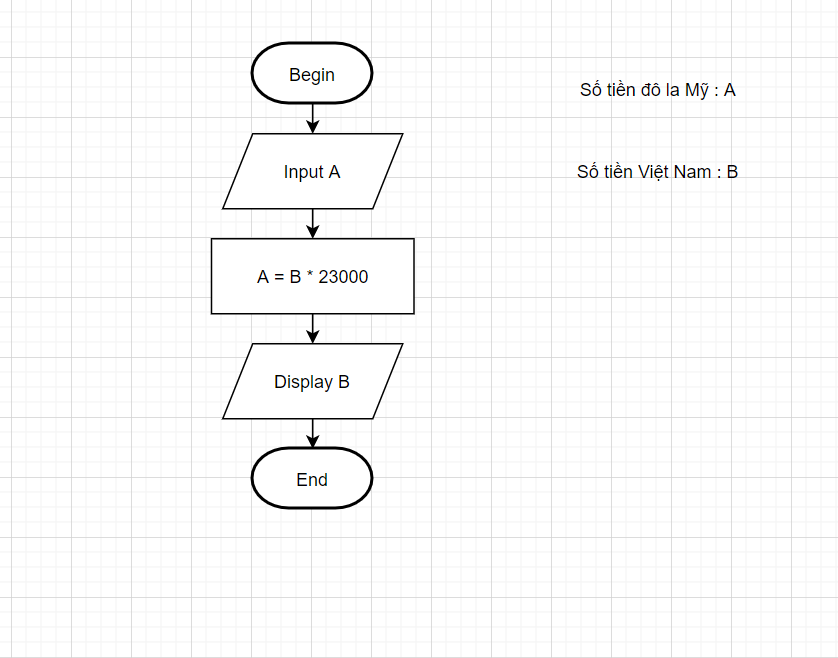 Begin
Input A
A = B * 23000
Display B
End
Số tiền đô la Mỹ : A
Số tiền Việt Nam : B